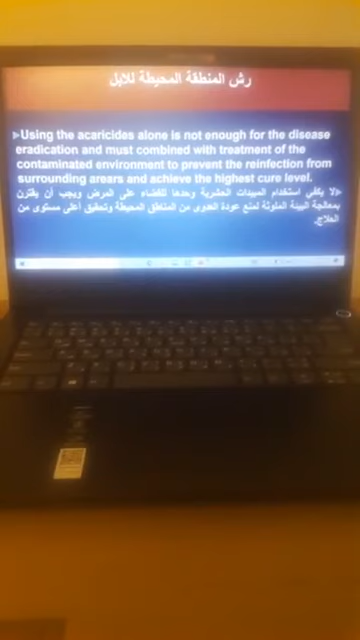 رش المنطقة المحيطة للابل
Using the acaricides alone is not enough for the disease
eradication and must combined with treatment of the
contaminated environment to prevent the reinfection from
surrounding arears and achieve the highest cure level.
لا يكفي استخدام المبيدات الحشرية وحدها للقضاء على المرض ويجب أن يقترن
بمعالجة البيئة الملوثة لمنع عودة العدوى من المناطق المحيطة وتحقيق أعلى مستوى من
العلاج.